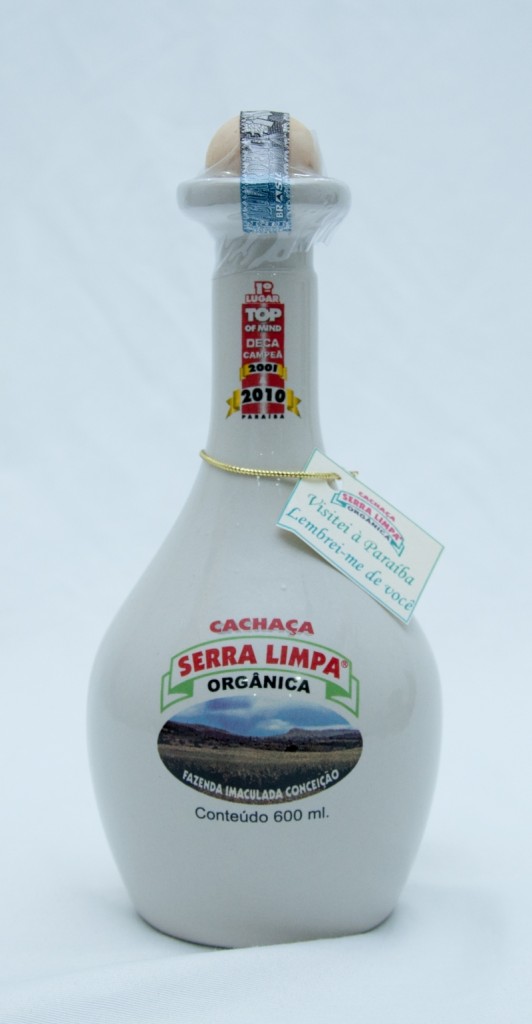 BRASIL
1º
LUGAR
TOP
OF MIND
DECA
CAMPEÃ
2001
A
2010
PARAÍBA
CACHAÇA
SERRA LIMPA
ORGÂNICA
Visitei à Paraíba
Lembrei-me de você
CACHAÇA
SERRA LIMPA®
ORGÂNICA
FAZENDA IMACULADA CONCEIÇÃO
Conteúdo 600 ml.